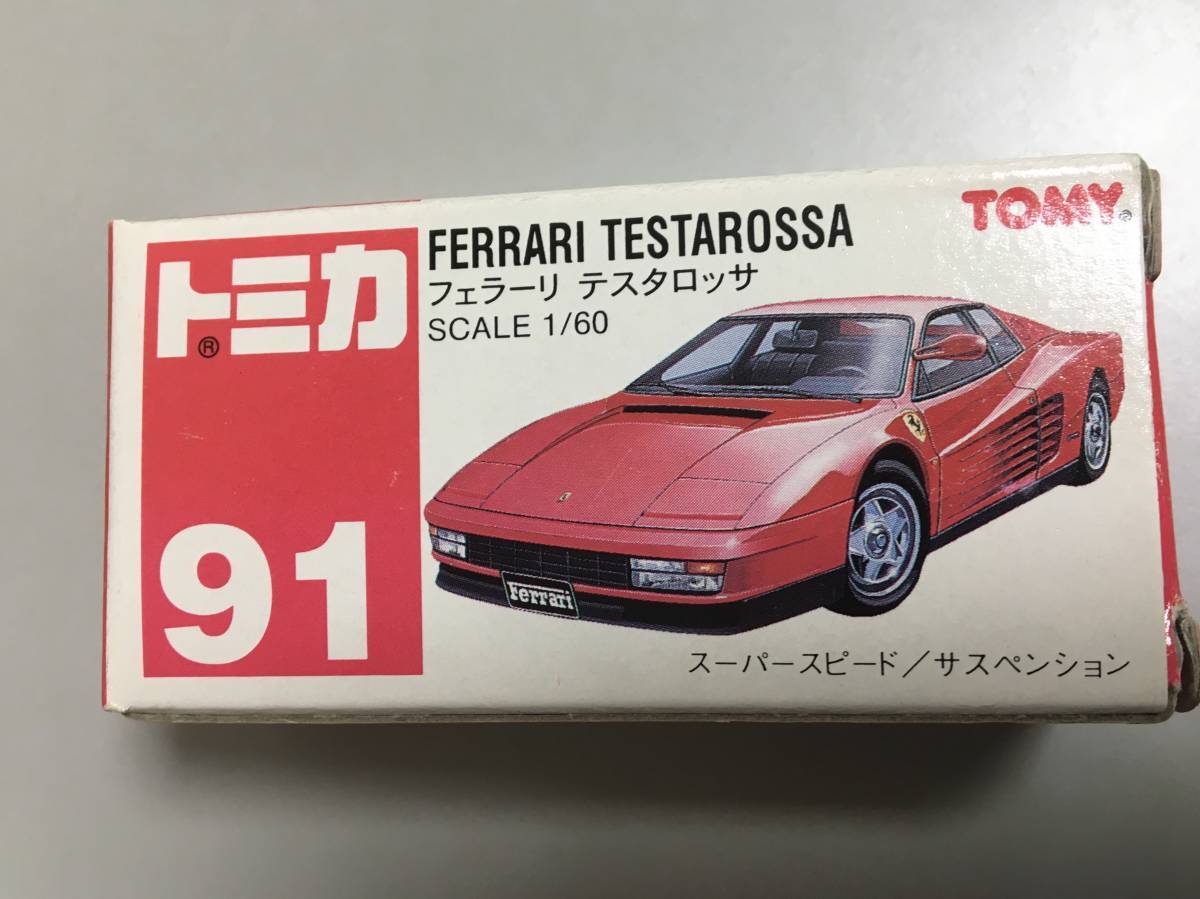 トミカ
®
91
FERRARI TESTAROSSA
フェラーリ テスタロッサ
SCALE 1/60
TOMY®
Ferrari
スーパースピード/サスペンション